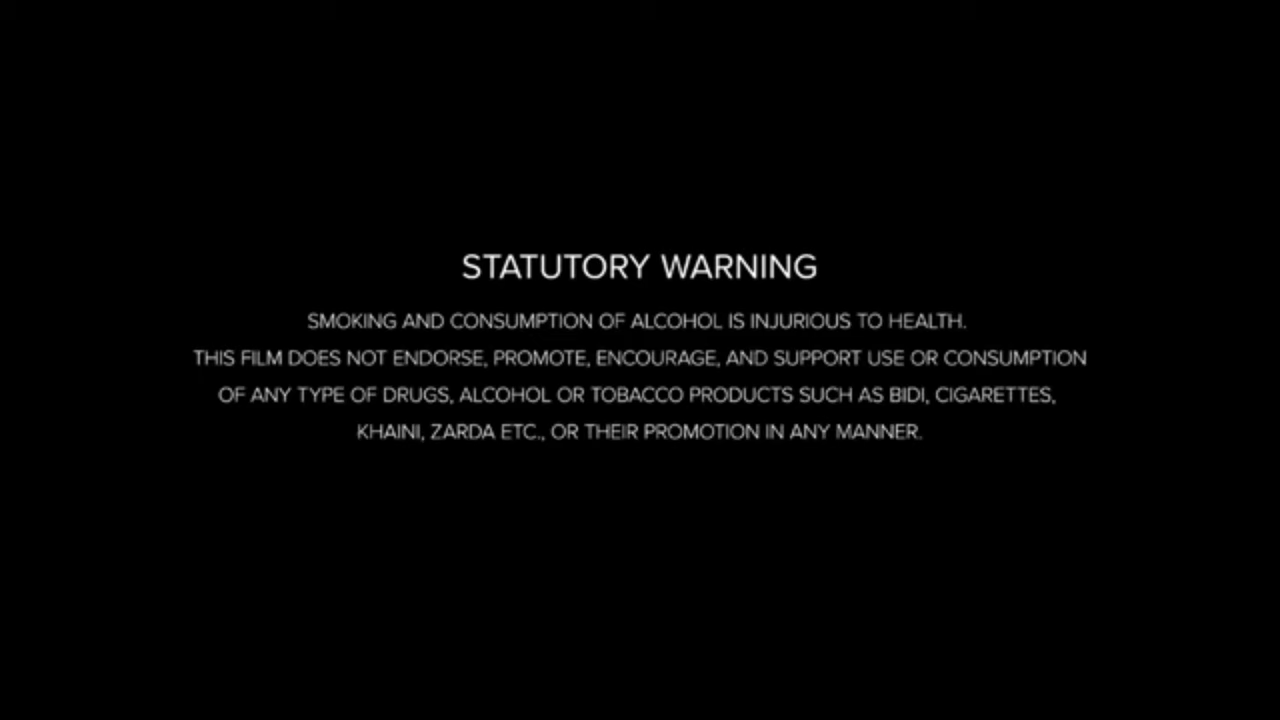 STATUTORY WARNING
SMOKING AND CONSUMPTION OF ALCOHOL IS INJURIOUS TO HEALTH.
THIS FILM DOES NOT ENDORSE, PROMOTE, ENCOURAGE, AND SUPPORT USE OR CONSUMPTION
OF ANY TYPE OF DRUGS, ALCOHOL OR TOBACCO PRODUCTS SUCH AS BIDI, CIGARETTES,
KHAINI, ZARDA ETC., OR THEIR PROMOTION IN ANY MANNER.